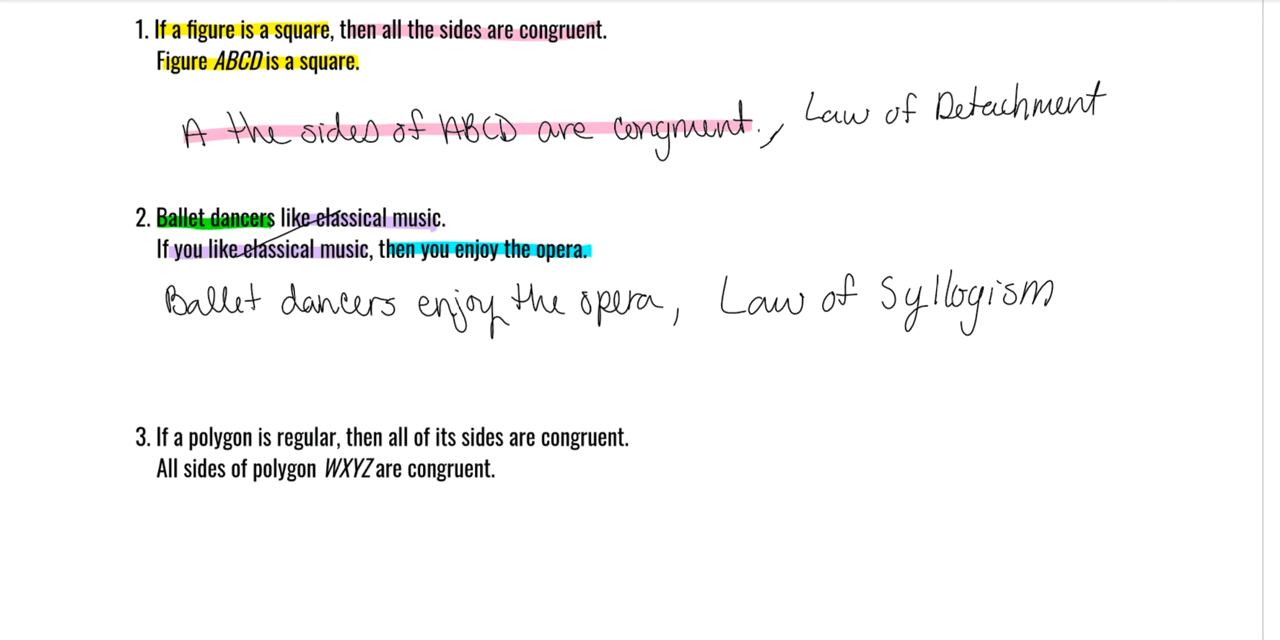 1. If a figure is a square, then all the sides are congruent.
Figure ABCD is a square.
A the sides of ABCD are congruent., Law of Detachment
2. Ballet dancers like classical music.
If you like classical music, then you enjoy the opera.
Ballet dancers enjoy the opera, Law of Syllogism
3. If a polygon is regular, then all of its sides are congruent.
All sides of polygon WXYZ are congruent.